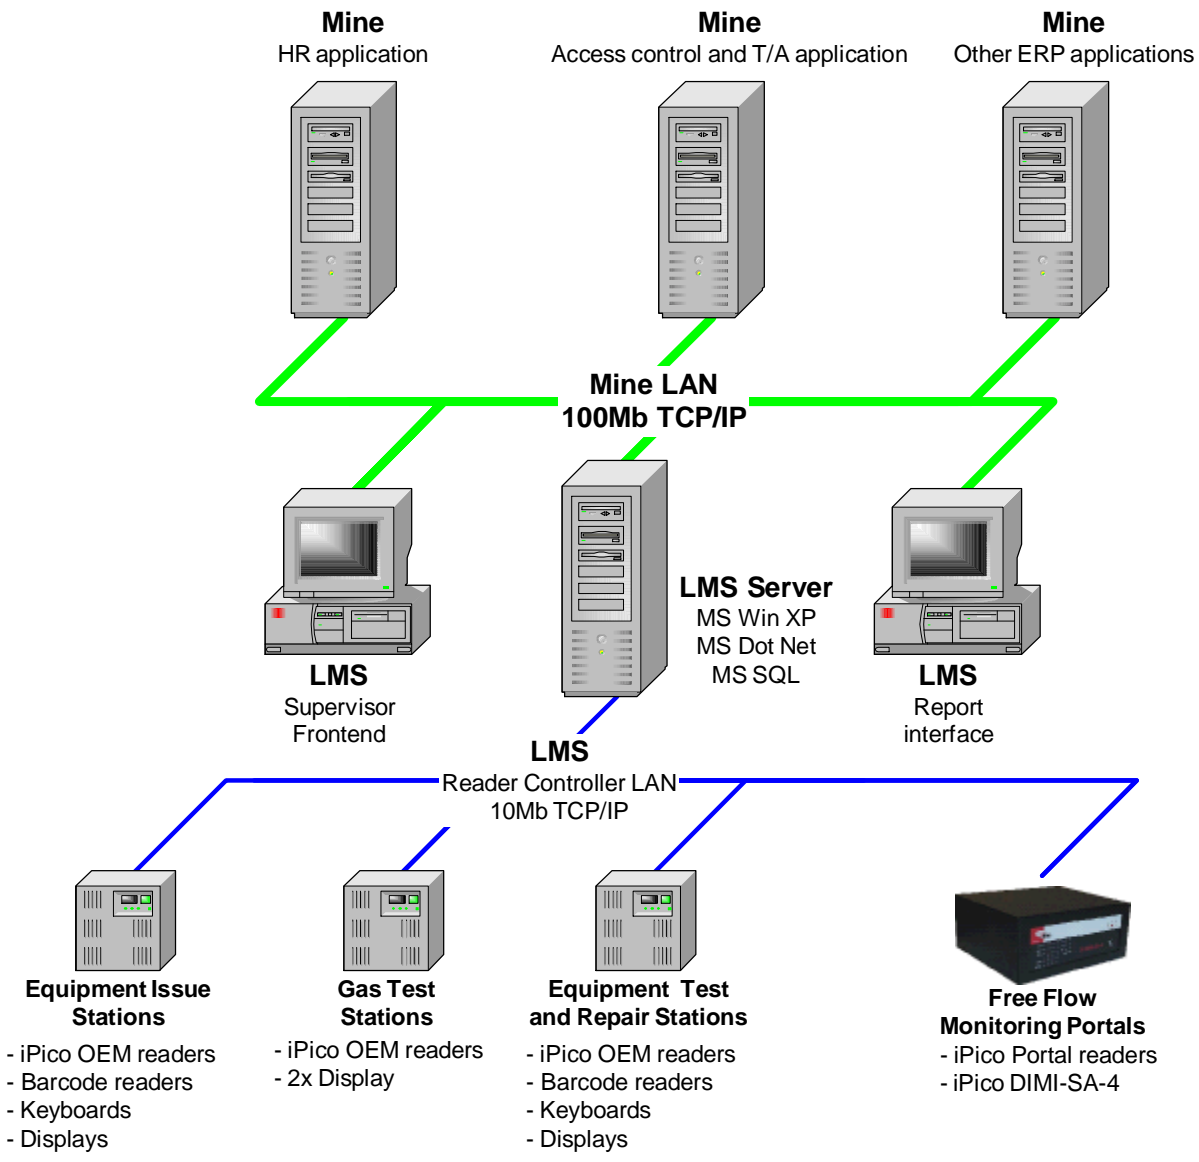 Mine
HR application
Mine
Access control and T/A application
Mine
Other ERP applications
Mine LAN
100Mb TCP/IP
LMS Server
MS Win XP
MS Dot Net
MS SQL
LMS
Supervisor
Frontend
LMS
Report
interface
LMS
Reader Controller LAN
10Mb TCP/IP
Equipment Issue
Stations
- iPico OEM readers
- Barcode readers
- Keyboards
- Displays
Gas Test
Stations
- iPico OEM readers
- 2x Display
Equipment Test
and Repair Stations
- iPico OEM readers
- Barcode readers
- Keyboards
- Displays
Free Flow
Monitoring Portals
- iPico Portal readers
- iPico DIMI-SA-4